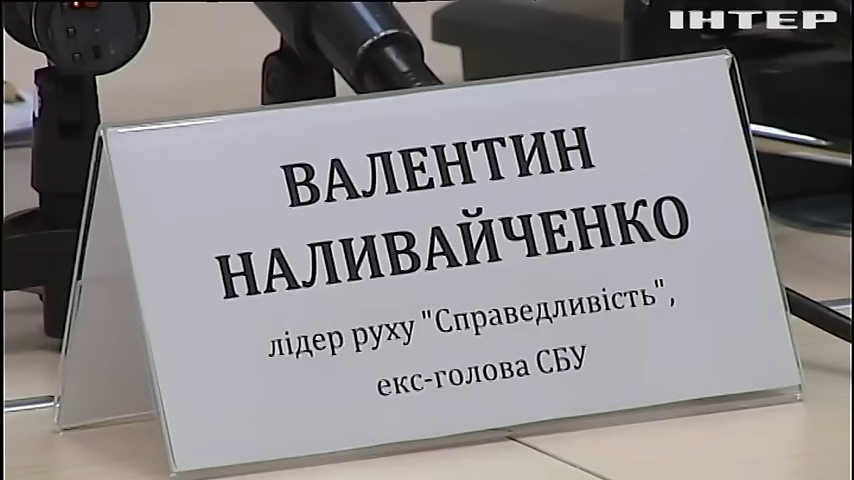 ІНТЕР
ВАЛЕНТИН
НАЛИВАЙЧЕНКО
лідер руху "Справедливість",
екс-голова СБУ